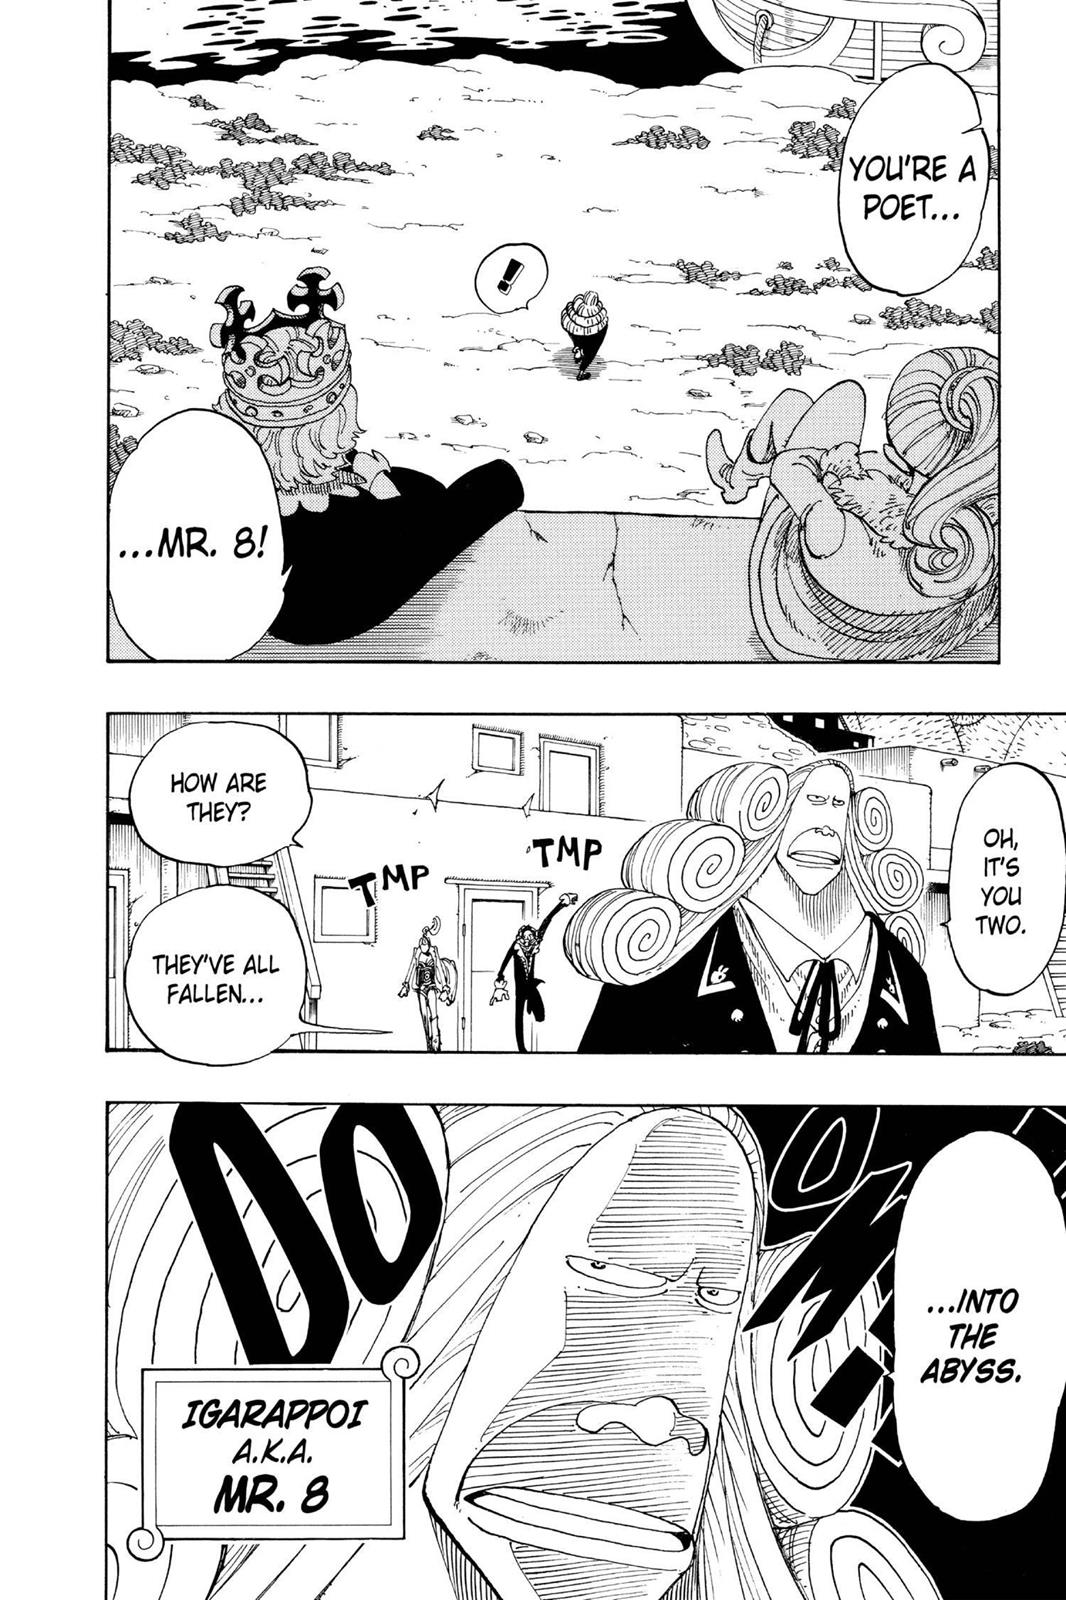 YOU'RE A
POET...
!
...MR. 8!
OH,
IT'S
YOU
TWO.
TMP
TMP
HOW ARE
THEY?
THEY'VE ALL
FALLEN...
...INTO
THE
ABYSS.
IGARAPPOI
A.K.A.
MR. 8